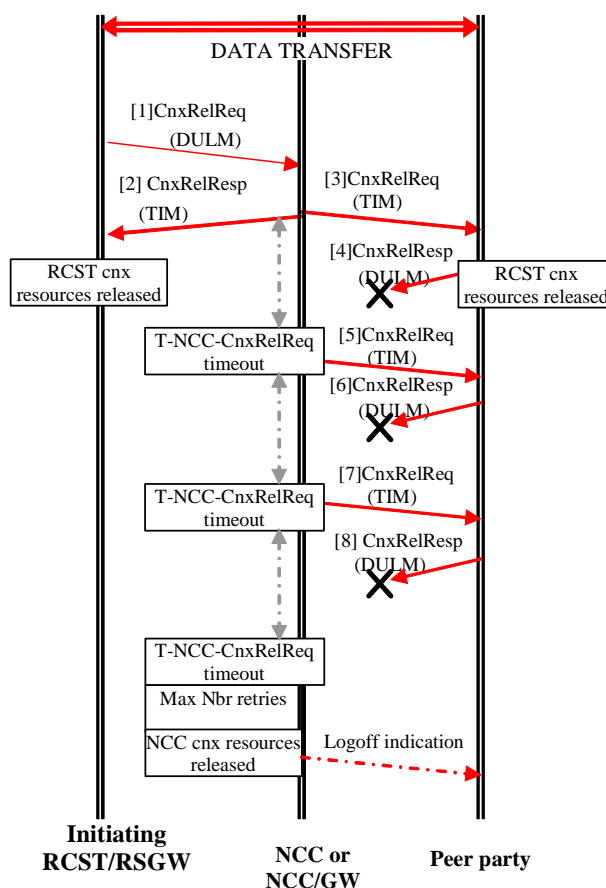 DATA TRANSFER
[1]CnxRelReq
(DULM)
[2] CnxRelResp
(TIM)
[3]CnxRelReq
(TIM)
[4]CnxRelResp
(DULM)
RCST cnx
resources released
RCST cnx
resources released
T-NCC-CnxRelReq
timeout
[5]CnxRelReq
(TIM)
[6]CnxRelResp
(DULM)
T-NCC-CnxRelReq
timeout
[7]CnxRelReq
(TIM)
[8] CnxRelResp
(DULM)
T-NCC-CnxRelReq
timeout
Max Nbr retries
NCC cnx resources
released
Logoff indication
Initiating
RCST/RSGW
NCC or
NCC/GW
Peer party